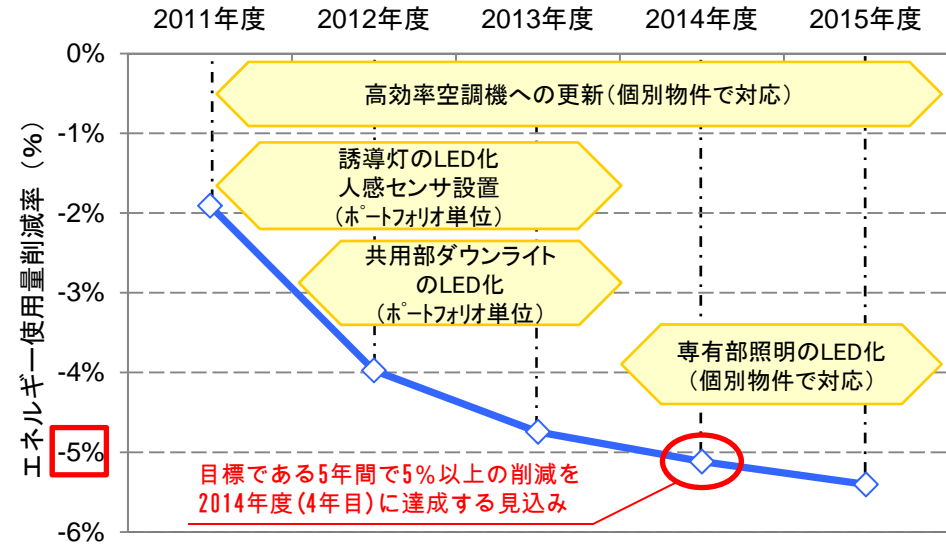 2011年度 2012年度 2013年度 2014年度 2015年度
0%
-1%
-2%
-3%
-4%
-5%
-6%
エネルギー使用量削減率（%）
高効率空調機への更新（個別物件で対応）
誘導灯のLED化
人感センサ設置
（ﾎﾟｰﾄﾌｫﾘｵ単位）
共用部ダウンライト
のLED化
（ﾎﾟｰﾄﾌｫﾘｵ単位）
専有部照明のLED化
（個別物件で対応）
目標である5年間で5%以上の削減を
2014年度(4年目)に達成する見込み